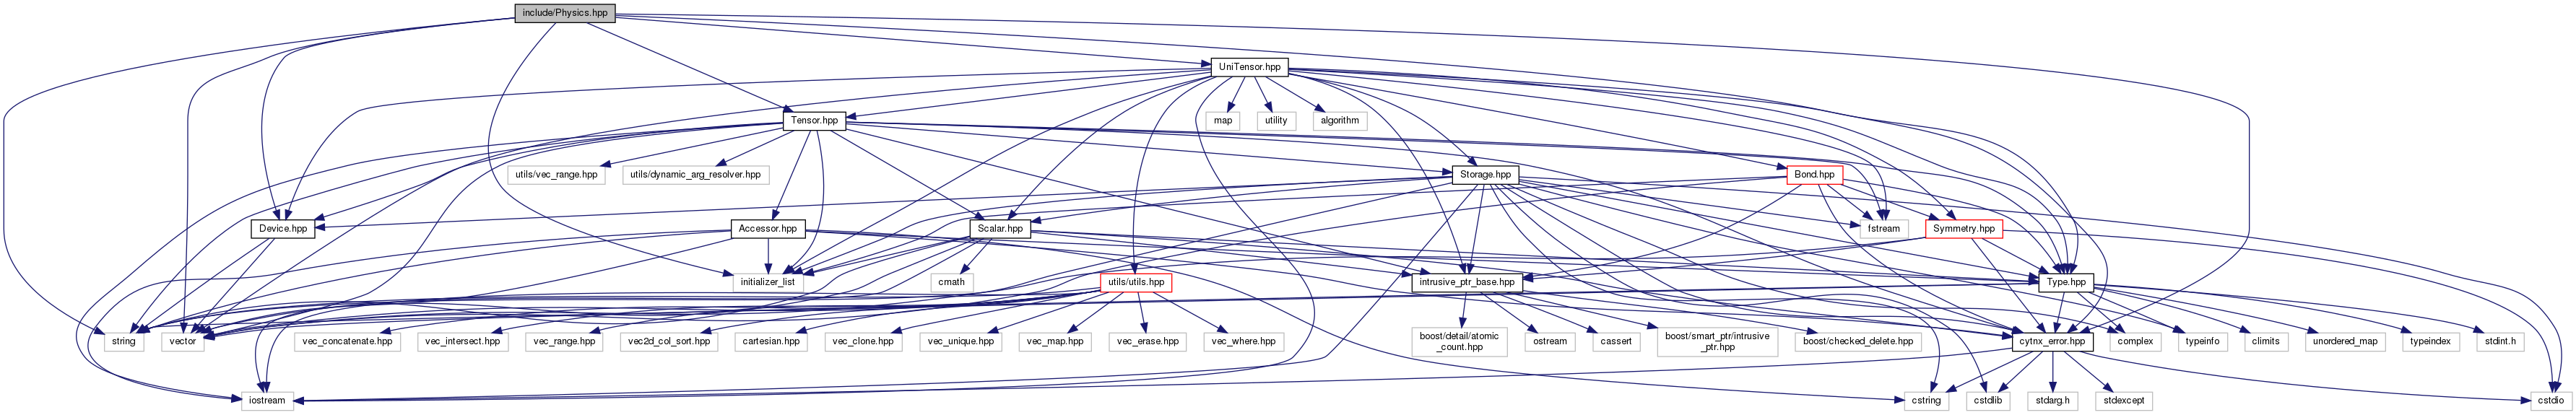 include/Physics.hpp
UniTensor.hpp
Tensor.hpp
map
utility
algorithm
utils/vec_range.hpp
utils/dynamic_arg_resolver.hpp
Storage.hpp
Bond.hpp
Device.hpp
Accessor.hpp
Scalar.hpp
fstream
Symmetry.hpp
initializer_list
cmath
utils/utils.hpp
intrusive_ptr_base.hpp
Type.hpp
string
vector
vec_concatenate.hpp
vec_intersect.hpp
vec_range.hpp
vec2d_col_sort.hpp
cartesian.hpp
vec_clone.hpp
vec_unique.hpp
vec_map.hpp
vec_erase.hpp
vec_where.hpp
boost/detail/atomic
_count.hpp
ostream
cassert
boost/smart_ptr/intrusive
_ptr.hpp
boost/checked_delete.hpp
cytnx_error.hpp
complex
typeinfo
climits
unordered_map
typeindex
stdint.h
iostream
cstring
cstdlib
stdarg.h
stdexcept
cstdio